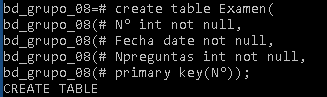 bd_grupo_08=# create table Examen(
bd_grupo_08(# Nº int not null,
bd_grupo_08(# Fecha date not null,
bd_grupo_08(# Npreguntas int not null,
bd_grupo_08(# primary key(Nº));
CREATE TABLE